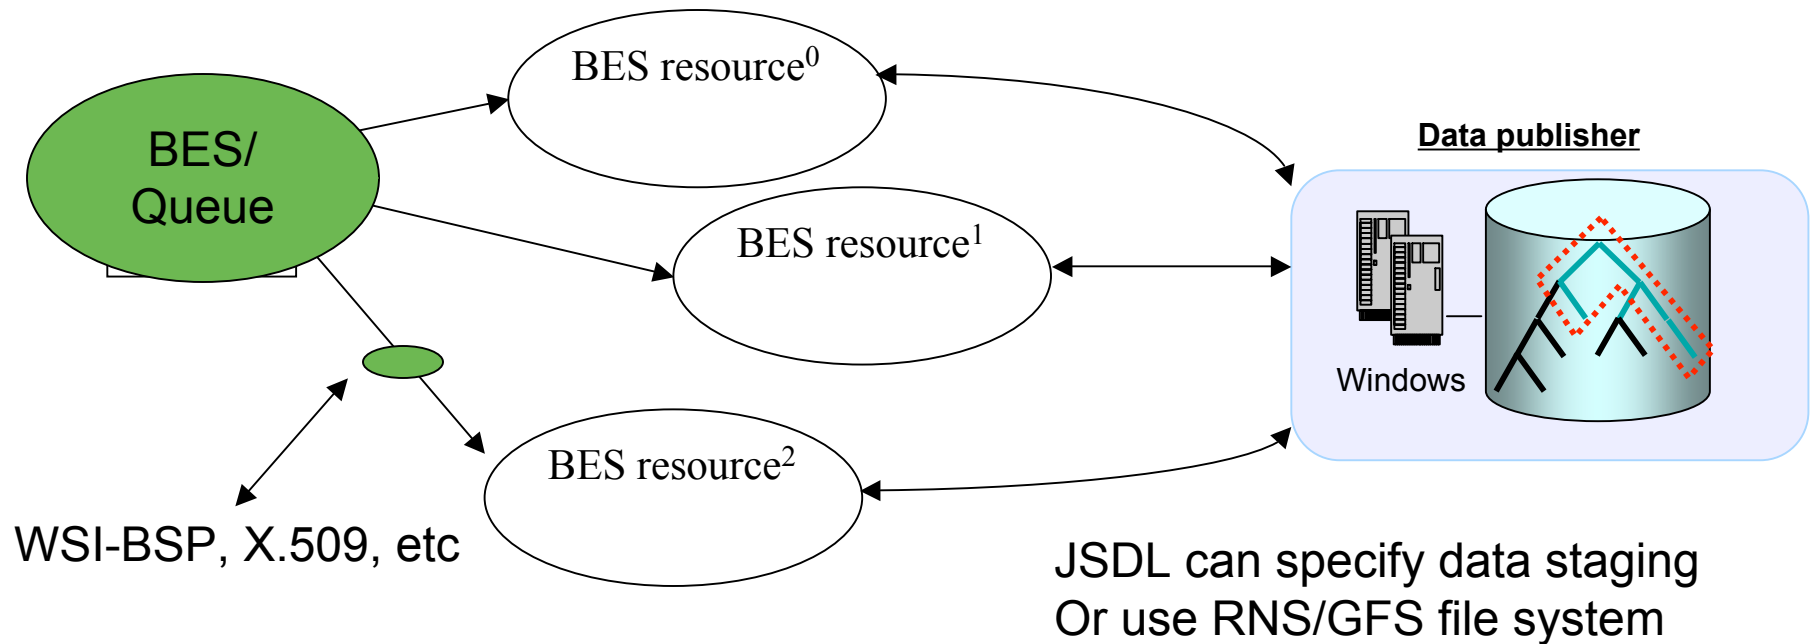 BES resource⁰
BES/
Queue
Data publisher
BES resource¹
Windows
BES resource²
WSI-BSP, X.509, etc
JSDL can specify data staging
Or use RNS/GFS file system